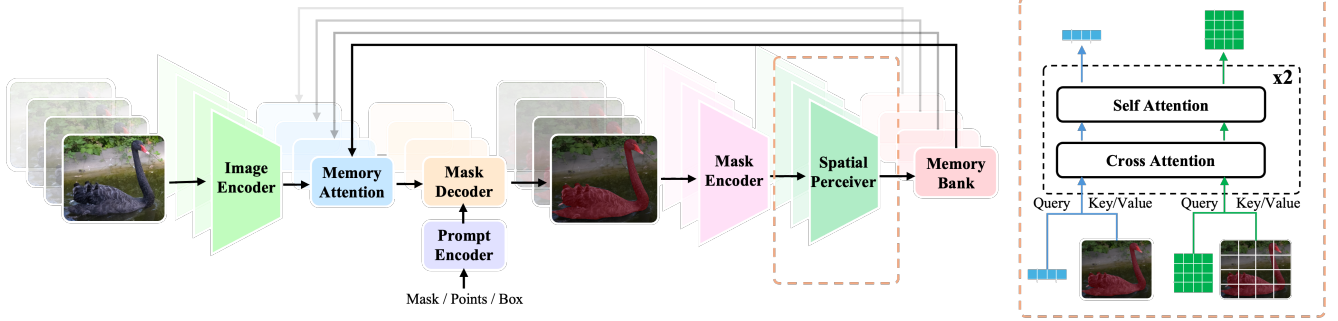 Image
Encoder
Memory
Attention
Mask
Decoder
Prompt
Encoder
Mask / Points / Box
Mask
Encoder
Spatial
Perceiver
Memory
Bank
x2
Self Attention
Cross Attention
Query Key/Value Query Key/Value